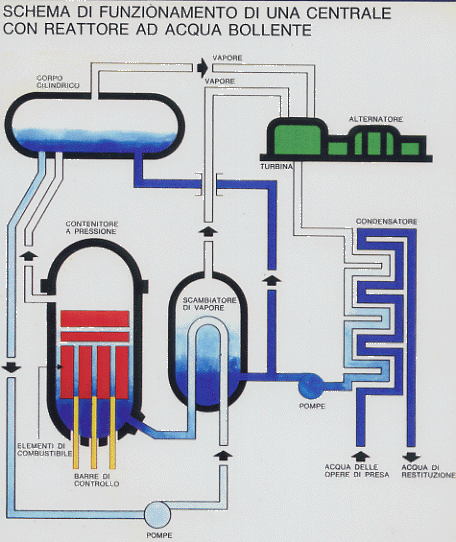 SCHEMA DI FUNZIONAMENTO DI UNA CENTRALE
CON REATTORE AD ACQUA BOLLENTE
VAPORE
CORPO
CILINDRICO
VAPORE
ALTERNATORE
TURBINA
CONTENITORE
A PRESSIONE
CONDENSATORE
SCAMBIATORE
DI VAPORE
POMPE
ELEMENTI DI
COMBUSTIBILE
BARRE DI
CONTROLLO
ACQUA DELLE
OPERE DI PRESA
ACQUA DI
RESTITUZIONE
POMPE